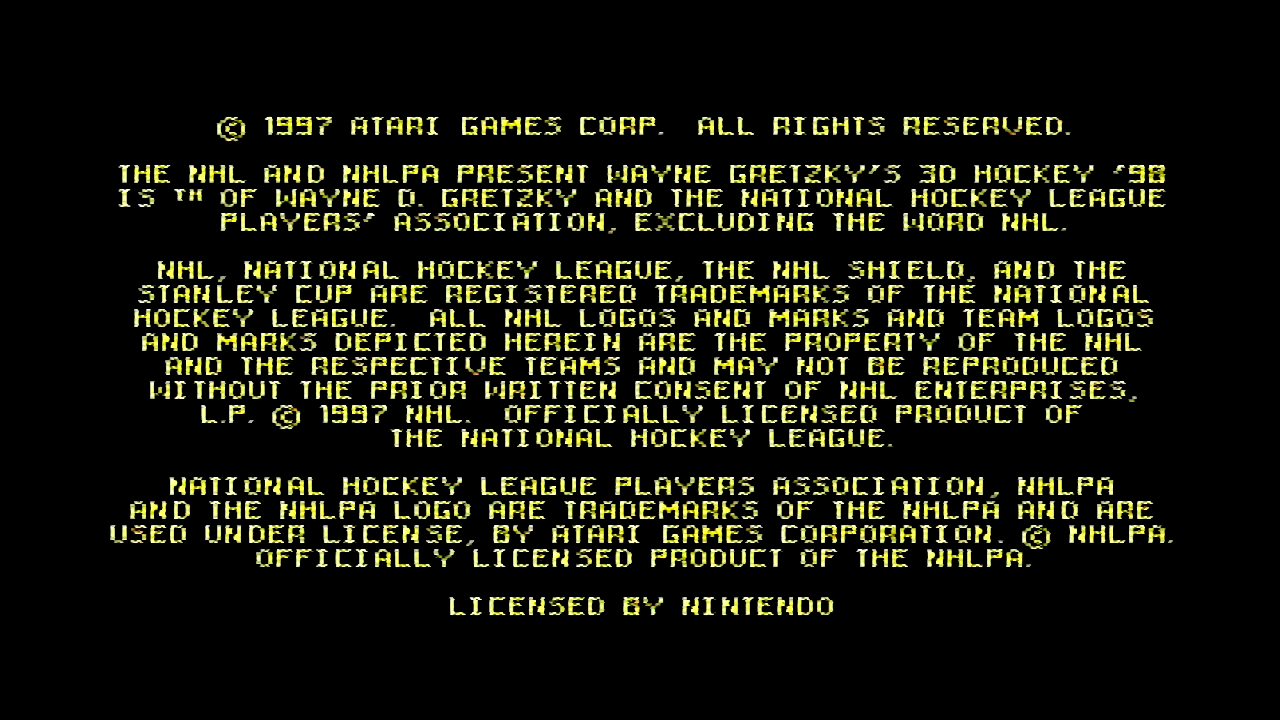 © 1997 ATARI GAMES CORP. ALL RIGHTS RESERVED.
THE NHL AND NHLPA PRESENT WAYNE GRETZKY'S 3D HOCKEY '98
IS ™ OF WAYNE D. GRETZKY AND THE NATIONAL HOCKEY LEAGUE
PLAYERS' ASSOCIATION, EXCLUDING THE WORD NHL.
NHL, NATIONAL HOCKEY LEAGUE, THE NHL SHIELD, AND THE
STANLEY CUP ARE REGISTERED TRADEMARKS OF THE NATIONAL
HOCKEY LEAGUE. ALL NHL LOGOS AND MARKS AND TEAM LOGOS
AND MARKS DEPICTED HEREIN ARE THE PROPERTY OF THE NHL
AND THE RESPECTIVE TEAMS AND MAY NOT BE REPRODUCED
WITHOUT THE PRIOR WRITTEN CONSENT OF NHL ENTERPRISES,
L.P. © 1997 NHL. OFFICIALLY LICENSED PRODUCT OF
THE NATIONAL HOCKEY LEAGUE.
NATIONAL HOCKEY LEAGUE PLAYERS ASSOCIATION, NHLPA
AND THE NHLPA LOGO ARE TRADEMARKS OF THE NHLPA AND ARE
USED UNDER LICENSE, BY ATARI GAMES CORPORATION. © NHLPA.
OFFICIALLY LICENSED PRODUCT OF THE NHLPA.
LICENSED BY NINTENDO